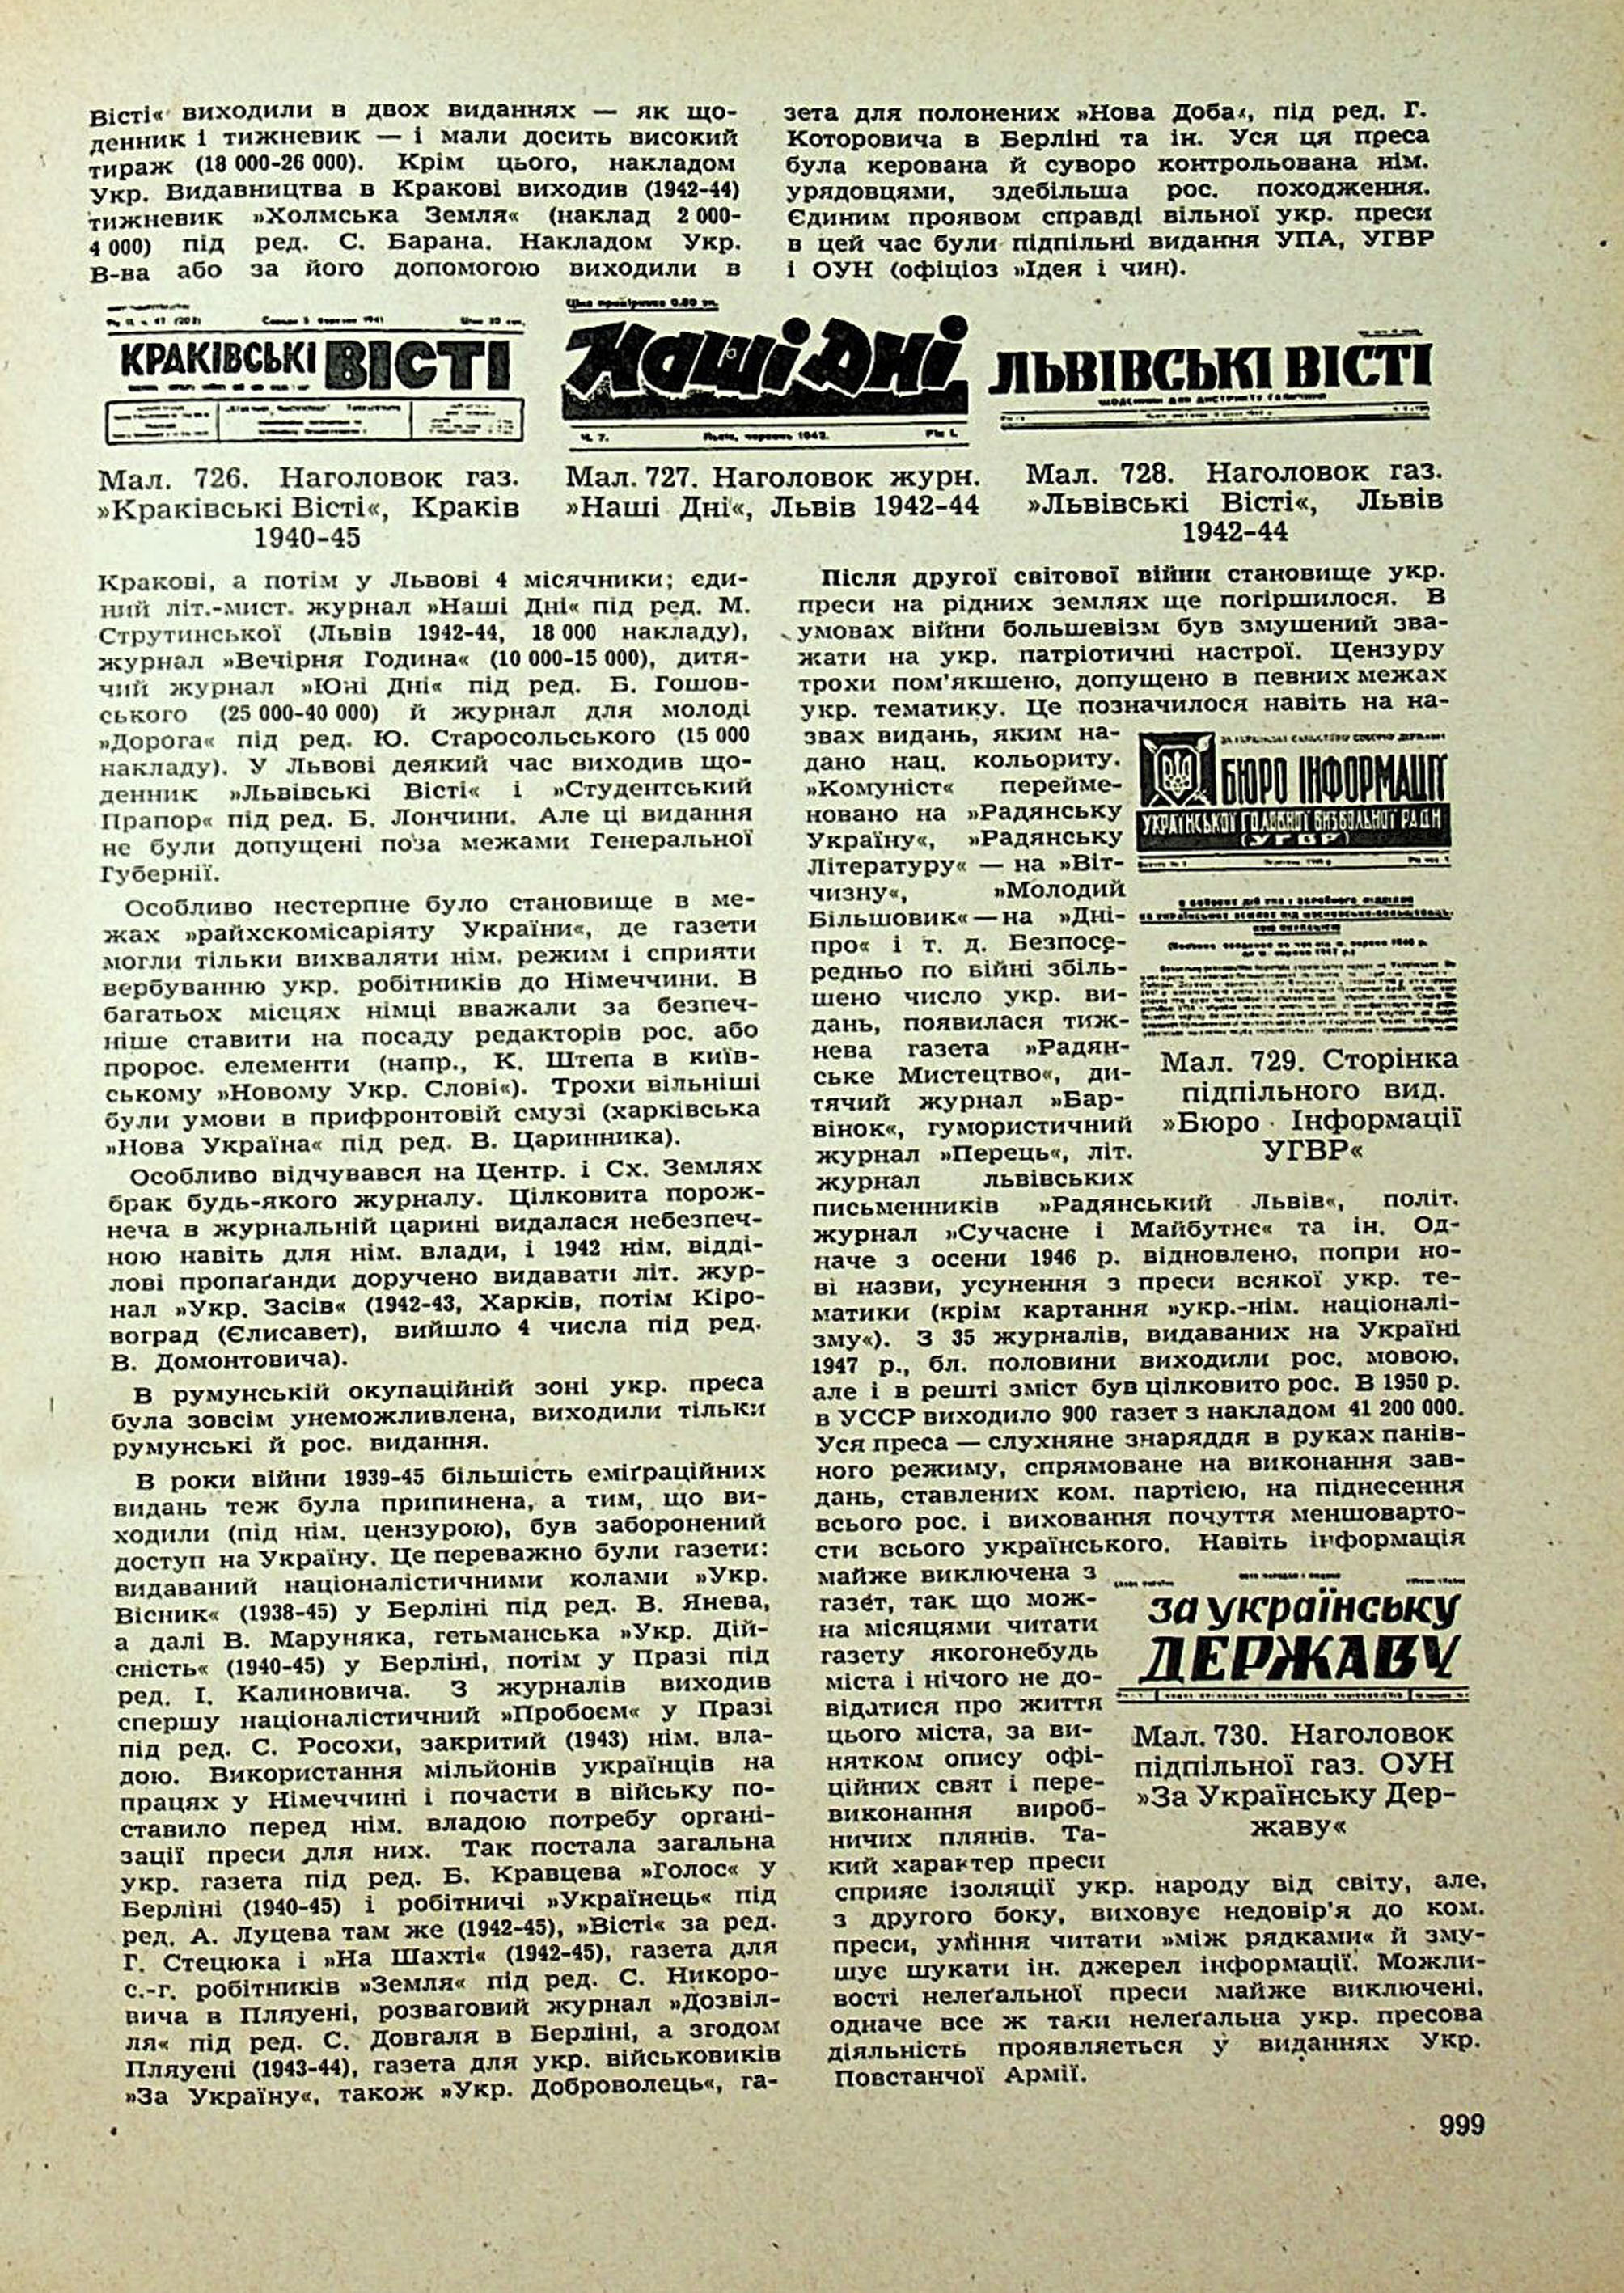 Вісті« виходили в двох виданнях — як що-
денник і тижневик — і мали досить високий
тираж (18 000-26 000). Крім цього, накладом
Укр. Видавництва в Кракові виходив (1942-44)
тижневик »Холмська Земля« (наклад 2 000-
4 000) під ред. С. Барана. Накладом Укр.
В-ва або за його допомогою виходили в
зета для полонених »Нова Доба«, під ред. Г.
Которовича в Берліні та ін. Уся ця преса
була керована й суворо контрольована нім.
урядовцями, здебільша рос. походження.
Єдиним проявом справді вільної укр. преси
в цей час були підпільні видання УПА, УГВР
і ОУН (офіціоз »Ідея і чин).
КРАКІВСЬКІ ВІСТІ
Наші Дні
Ч. 7. Львів, червень 1942. Рік I.
ЛЬВІВСЬКІ ВІСТІ
Мал. 726. Наголовок газ.
»Краківські Вісті«, Краків
1940-45
Мал. 727. Наголовок журн.
»Наші Дні«, Львів 1942-44
Мал. 728. Наголовок газ.
»Львівські Вісті«, Львів
1942-44
Кракові, а потім у Львові 4 місячники; єди-
ний літ.-мист. журнал »Наші Дні« під ред. М.
Струтинської (Львів 1942-44, 18 000 накладу),
журнал »Вечірня Година« (10 000-15 000), дитя-
чий журнал »Юні Дні« під ред. Б. Гошов-
ського (25 000-40 000) й журнал для молоді
»Дорога« під ред. Ю. Старосольського (15 000
накладу). У Львові деякий час виходив що-
денник »Львівські Вісті« і »Студентський
Прапор« під ред. Б. Лончини. Але ці видання
не були допущені поза межами Генеральної
Губернії.
Особливо нестерпне було становище в ме-
жах »райхскомісаріяту України«, де газети
могли тільки вихваляти нім. режим і сприяти
вербуванню укр. робітників до Німеччини. В
багатьох місцях німці вважали за безпеч-
ніше ставити на посаду редакторів рос. або
пророс. елементи (напр., К. Штепа в київ-
ському »Новому Укр. Слові«). Трохи вільніші
були умови в прифронтовій смузі (харківська
»Нова Україна« під ред. В. Царинника).
Особливо відчувався на Центр. і Сх. Землях
брак будь-якого журналу. Цілковита порож-
неча в журнальній царині видалася небезпеч-
ною навіть для нім. влади, і 1942 нім. відді-
лові пропаґанди доручено видавати літ. жур-
нал »Укр. Засів« (1942-43, Харків, потім Кіро-
воград (Єлисавет), вийшло 4 числа під ред.
В. Домонтовича).
В румунській окупаційній зоні укр. преса
була зовсім унеможливлена, виходили тільки
румунські й рос. видання.
В роки війни 1939-45 більшість еміґраційних
видань теж була припинена, а тим, що ви-
ходили (під нім. цензурою), був заборонений
доступ на Україну. Це переважно були газети:
видаваний націоналістичними колами »Укр.
Вісник« (1938-45) у Берліні під ред. В. Янева,
а далі В. Маруняка, гетьманська »Укр. Дій-
сність« (1940-45) у Берліні, потім у Празі під
ред. І. Калиновича. З журналів виходив
спершу націоналістичний »Пробоєм« у Празі
під ред. С. Росохи, закритий (1943) нім. вла-
дою. Використання мільйонів українців на
працях у Німеччині і почасти в війську по-
ставило перед нім. владою потребу органі-
зації преси для них. Так постала загальна
укр. газета під ред. Б. Кравцева »Голос« у
Берліні (1940-45) і робітничі »Українець« під
ред. А. Луцева там же (1942-45), »Вісті« за ред.
Г. Стецюка і »На Шахті« (1942-45), газета для
с.-г. робітників »Земля« під ред. С. Никоро-
вича в Пляуені, розваговий журнал »Дозвіл-
ля« під ред. С. Довгаля в Берліні, а згодом
Пляуені (1943-44), газета для укр. військовиків
»За Україну«, також »Укр. Доброволець«, га-
Після другої світової війни становище укр.
преси на рідних землях ще погіршилося. В
умовах війни большевізм був змушений зва-
жати на укр. патріотичні настрої. Цензуру
трохи пом'якшено, допущено в певних межах
укр. тематику. Це позначилося навіть на на-
звах видань, яким на-
дано нац. кольориту.
»Комуніст« перейме-
новано на »Радянську
Україну«, »Радянську
Літературу« — на »Віт-
чизну«, »Молодий
Більшовик« — на »Дні-
про« і т. д. Безпосе-
редньо по війні збіль-
шено число укр. ви-
дань, появилася тиж-
нева газета »Радян-
ське Мистецтво«, ди-
тячий журнал »Бар-
вінок«, гумористичний
журнал »Перець«, літ.
журнал львівських
БЮРО ІНФОРМАЦІЇ
УКРАЇНСЬКОЇ ГОЛОВНОЇ ВИЗВОЛЬНОЇ РАДИ
(УГВР)
Мал. 729. Сторінка
підпільного вид.
»Бюро Інформації
УГВР«
письменників »Радянський Львів«, політ.
журнал »Сучасне і Майбутнє« та ін. Од-
наче з осени 1946 р. відновлено, попри но-
ві назви, усунення з преси всякої укр. те-
матики (крім картання »укр.-нім. націоналі-
зму«). З 35 журналів, видаваних на Україні
1947 р., бл. половини виходили рос. мовою,
але і в решті зміст був цілковито рос. В 1950 р.
в УССР виходило 900 газет з накладом 41 200 000.
Уся преса — слухняне знаряддя в руках панів-
ного режиму, спрямоване на виконання зав-
дань, ставлених ком. партією, на піднесення
всього рос. і виховання почуття меншоварто-
сти всього українського. Навіть інформація
майже виключена з
газет, так що мож-
на місяцями читати
газету якогонебудь
міста і нічого не до-
відатися про життя
цього міста, за ви-
нятком опису офі-
ційних свят і пере-
виконання вироб-
ничих плянів. Та-
кий характер преси
за українську
ДЕРЖАВУ
Мал. 730. Наголовок
підпільної газ. ОУН
»За Українську Дер-
жаву«
сприяє ізоляції укр. народу від світу, але,
з другого боку, виховує недовір'я до ком.
преси, уміння читати »між рядками« й зму-
шує шукати ін. джерел інформації. Можли-
вості нелеґальної преси майже виключені,
одначе все ж таки нелеґальна укр. пресова
діяльність проявляється у виданнях Укр.
Повстанчої Армії.
999